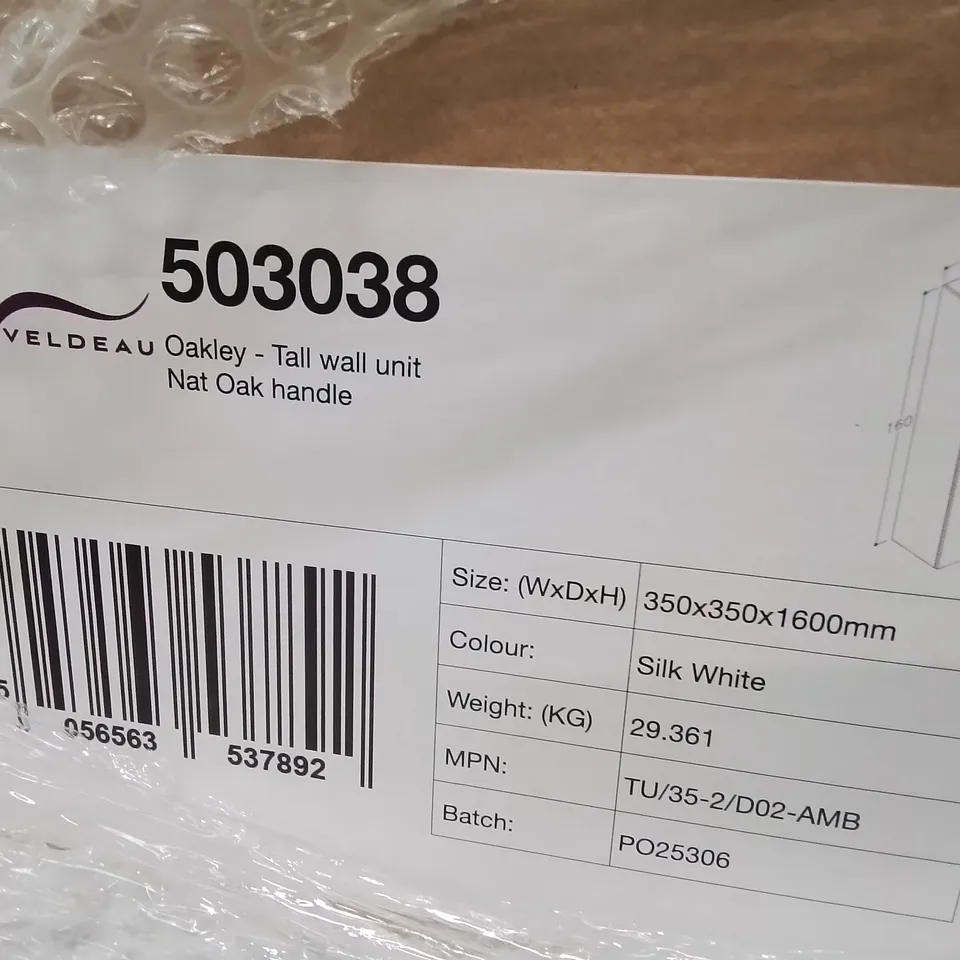 503038
VELDEAU
Oakley - Tall wall unit
Nat Oak handle
160
Size: (WxDxH) 350x350x1600mm
Colour: Silk White
Weight: (KG) 29.361
MPN: TU/35-2/D02-AMB
Batch: PO25306
5 056563 537892